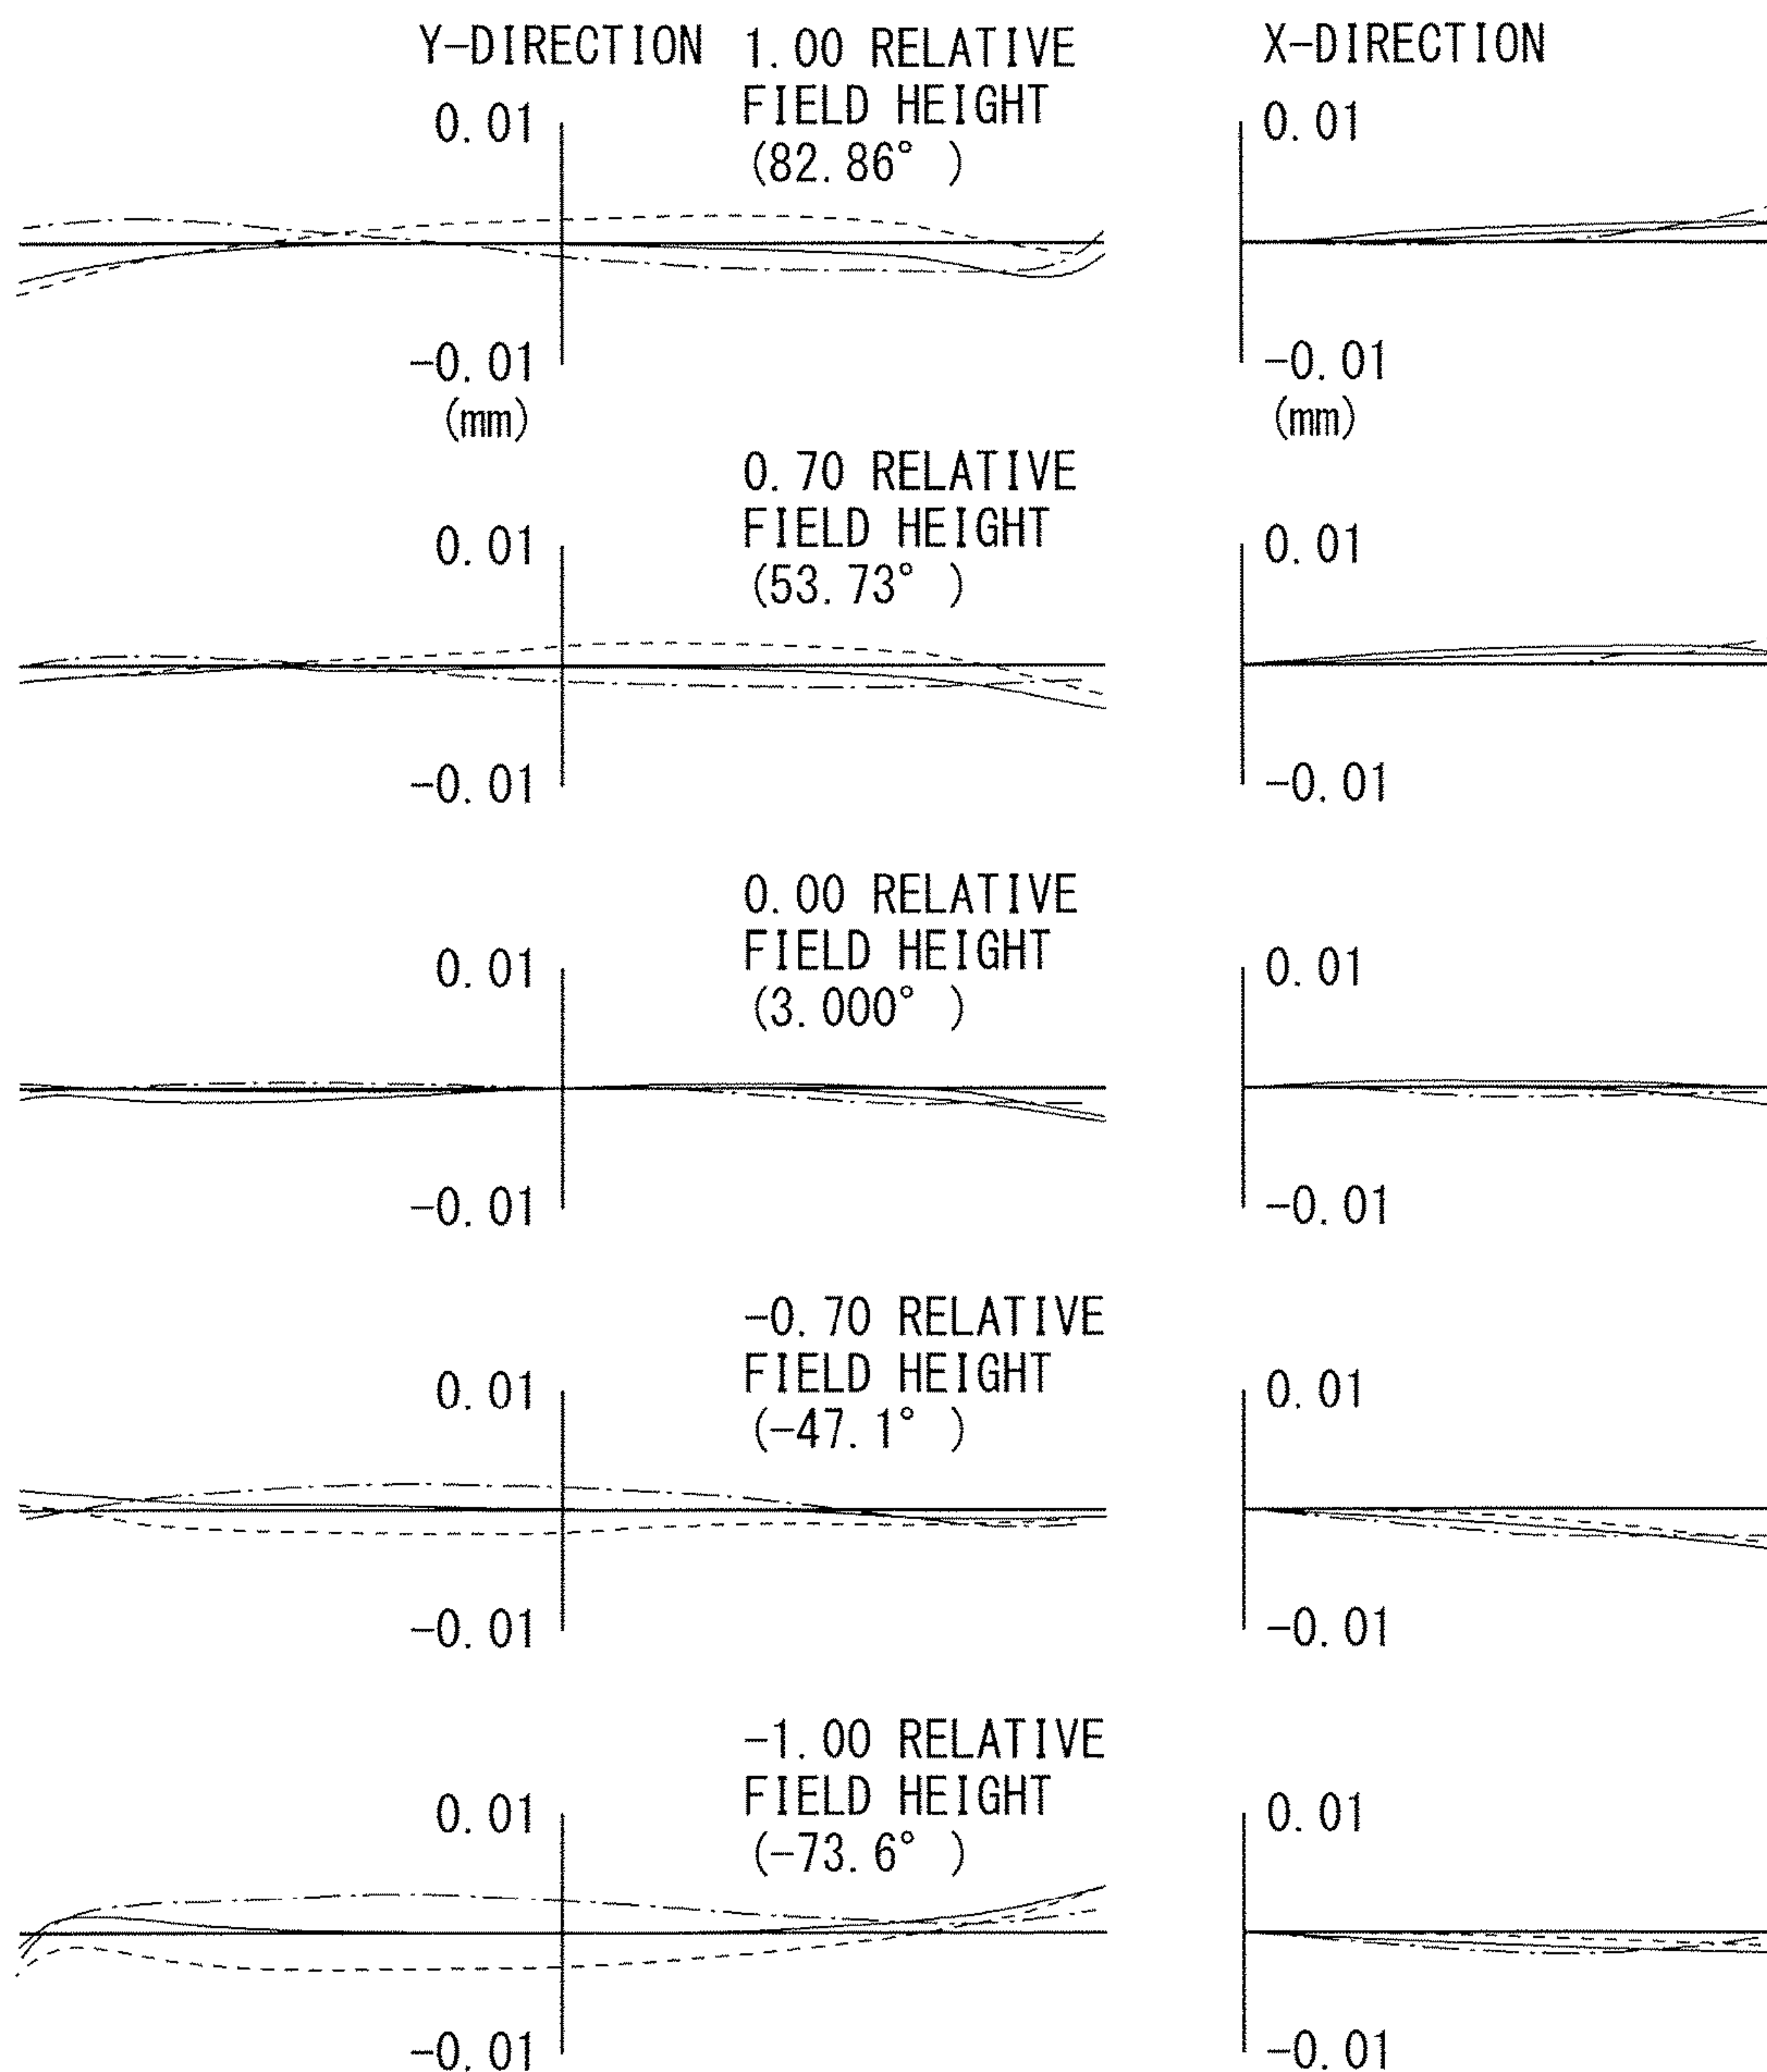 Y-DIRECTION 1.00 RELATIVE X-DIRECTION
FIELD HEIGHT
0.01 0.01
(82.86° )
-0.01 -0.01
(mm) (mm)
0.70 RELATIVE
FIELD HEIGHT
0.01 0.01
(53.73° )
-0.01 -0.01
0.00 RELATIVE
FIELD HEIGHT
0.01 0.01
(3.000° )
-0.01 -0.01
-0.70 RELATIVE
FIELD HEIGHT
0.01 0.01
(-47.1° )
-0.01 -0.01
-1.00 RELATIVE
FIELD HEIGHT
0.01 0.01
(-73.6° )
-0.01 -0.01